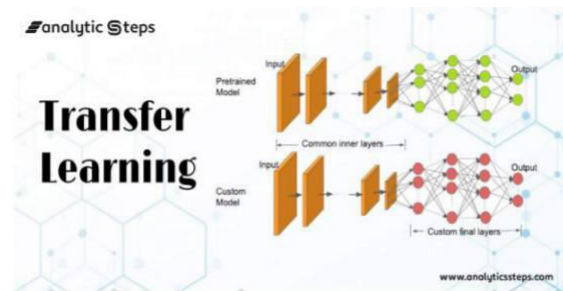 analytic Steps
Transfer
Learning
Input
Output
Pretrained
Model
Common inner layers
Input
Output
Custom
Model
Custom final layers
www.analyticssteps.com